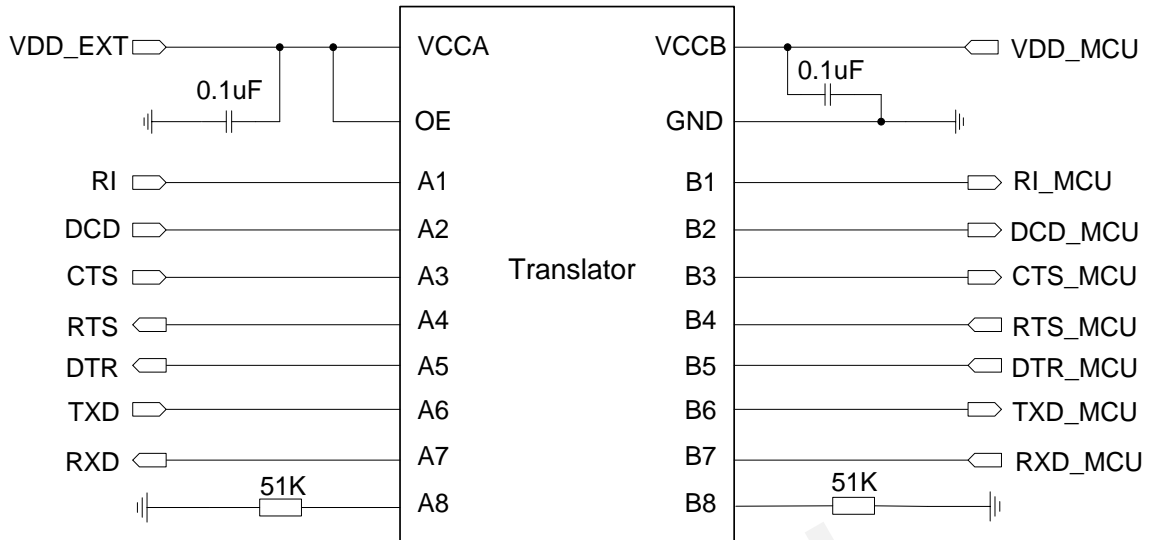 VDD_EXT VCCA VCCB VDD_MCU
0.1uF 0.1uF
OE GND
RI A1 B1 RI_MCU
DCD A2 B2 DCD_MCU
CTS A3 Translator B3 CTS_MCU
RTS A4 B4 RTS_MCU
DTR A5 B5 DTR_MCU
TXD A6 B6 TXD_MCU
RXD A7 B7 RXD_MCU
51K A8 B8 51K